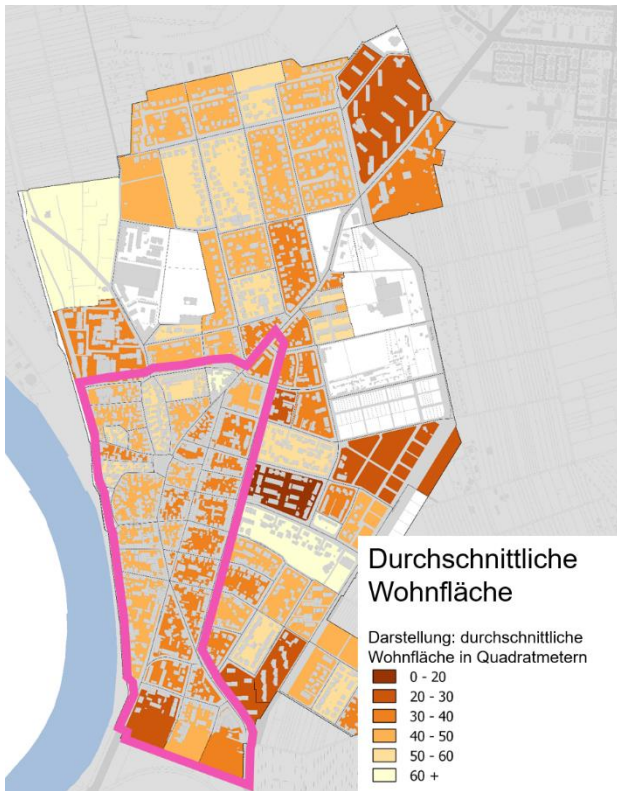 Durchschnittliche
Wohnfläche
Darstellung: durchschnittliche
Wohnfläche in Quadratmetern
0 - 20
20 - 30
30 - 40
40 - 50
50 - 60
60 +